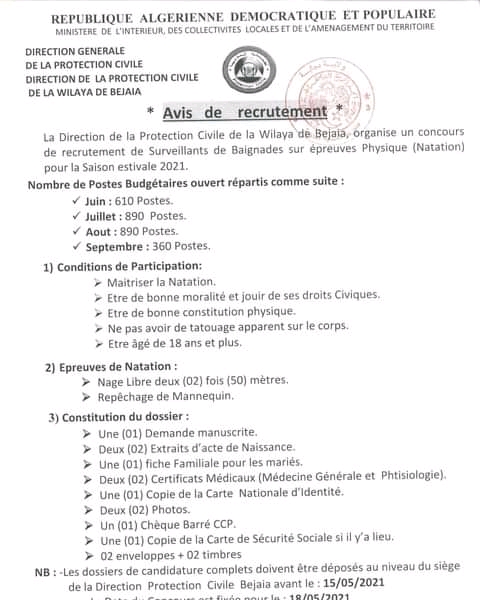 REPUBLIQUE ALGERIENNE DEMOCRATIQUE ET POPULAIRE
MINISTERE DE L'INTERIEUR, DES COLLECTIVITES LOCALES ET DE L'AMENAGEMENT DU TERRITOIRE
DIRECTION GENERALE
DE LA PROTECTION CIVILE
DIRECTION DE LA PROTECTION CIVILE
DE LA WILAYA DE BEJAIA
* Avis de recrutement *
La Direction de la Protection Civile de la Wilaya de Bejaia, organise un concours
de recrutement de Surveillants de Baignades sur épreuves Physique (Natation)
pour la Saison estivale 2021.
Nombre de Postes Budgétaires ouvert répartis comme suite :
✓ Juin : 610 Postes.
✓ Juillet : 890 Postes.
✓ Aout : 890 Postes.
✓ Septembre : 360 Postes.
1) Conditions de Participation:
➢ Maitriser la Natation.
➢ Etre de bonne moralité et jouir de ses droits Civiques.
➢ Etre de bonne constitution physique.
➢ Ne pas avoir de tatouage apparent sur le corps.
➢ Etre âgé de 18 ans et plus.
2) Epreuves de Natation :
➢ Nage Libre deux (02) fois (50) mètres.
➢ Repêchage de Mannequin.
3) Constitution du dossier :
➢ Une (01) Demande manuscrite.
➢ Deux (02) Extraits d'acte de Naissance.
➢ Une (01) fiche Familiale pour les mariés.
➢ Deux (02) Certificats Médicaux (Médecine Générale et Phtisiologie).
➢ Une (01) Copie de la Carte Nationale d'Identité.
➢ Deux (02) Photos.
➢ Un (01) Chèque Barré CCP.
➢ Une (01) Copie de la Carte de Sécurité Sociale si il y'a lieu.
➢ 02 enveloppes + 02 timbres
NB : -Les dossiers de candidature complets doivent être déposés au niveau du siège
de la Direction Protection Civile Bejaia avant le : 15/05/2021
- La Date du Concours est fixée pour le : 18/05/2021